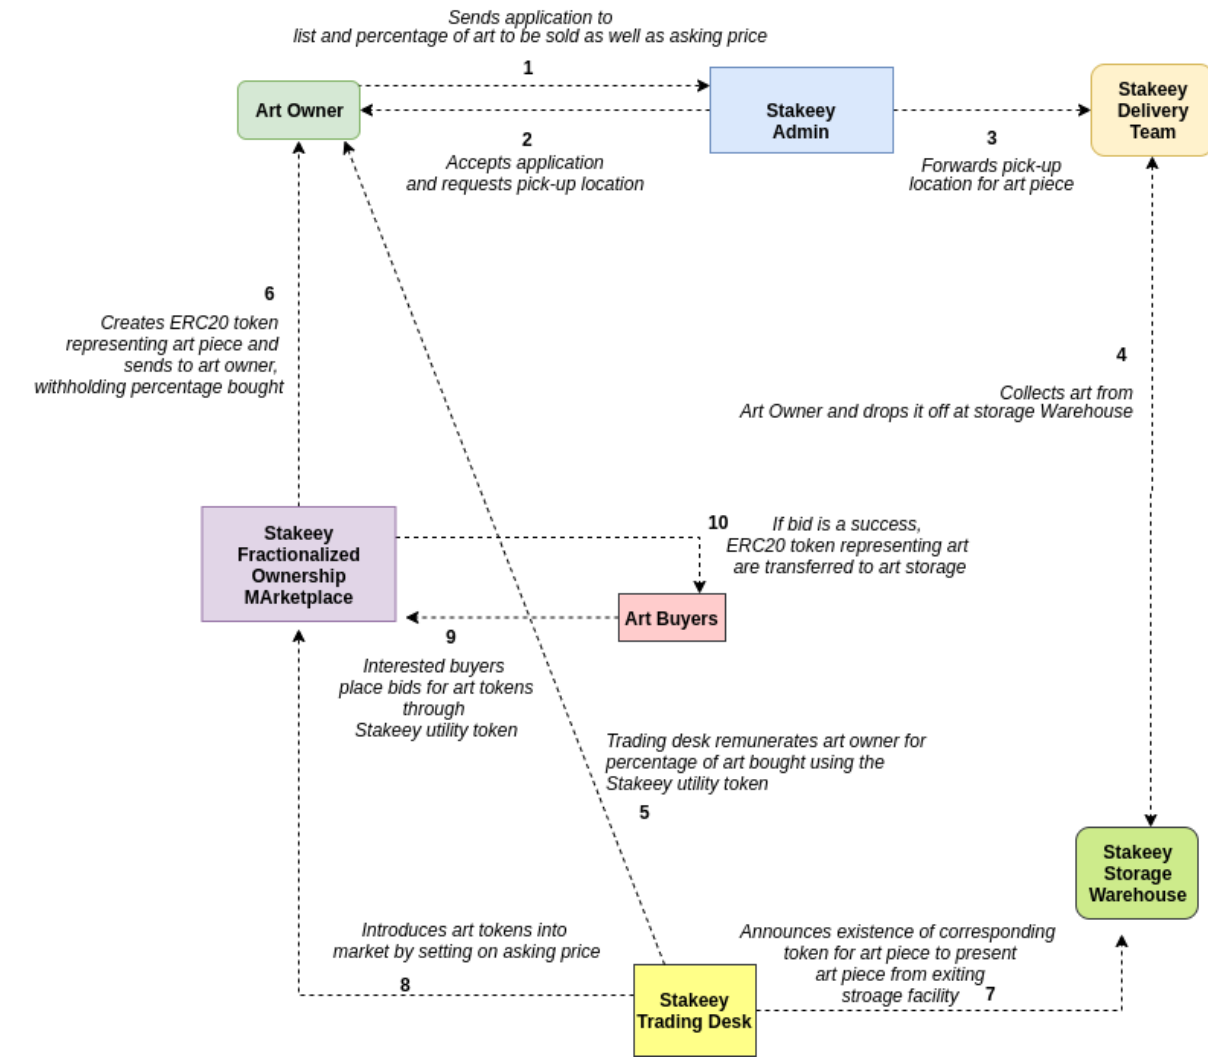 Sends application to
list and percentage of art to be sold as well as asking price
1
Art Owner
Stakeey
Admin
Stakeey
Delivery
Team
2
Accepts application
and requests pick-up location
3
Forwards pick-up
location for art piece
6
Creates ERC20 token
representing art piece and
sends to art owner,
withholding percentage bought
4
Collects art from
Art Owner and drops it off at storage Warehouse
Stakeey
Fractionalized
Ownership
MArketplace
10
If bid is a success,
ERC20 token representing art
are transferred to art storage
Art Buyers
9
Interested buyers
place bids for art tokens
through
Stakeey utility token
Trading desk remunerates art owner for
percentage of art bought using the
Stakeey utility token
5
Stakeey
Storage
Warehouse
Introduces art tokens into
market by setting on asking price
8
Announces existence of corresponding
token for art piece to present
art piece from exiting
stroage facility
7
Stakeey
Trading Desk